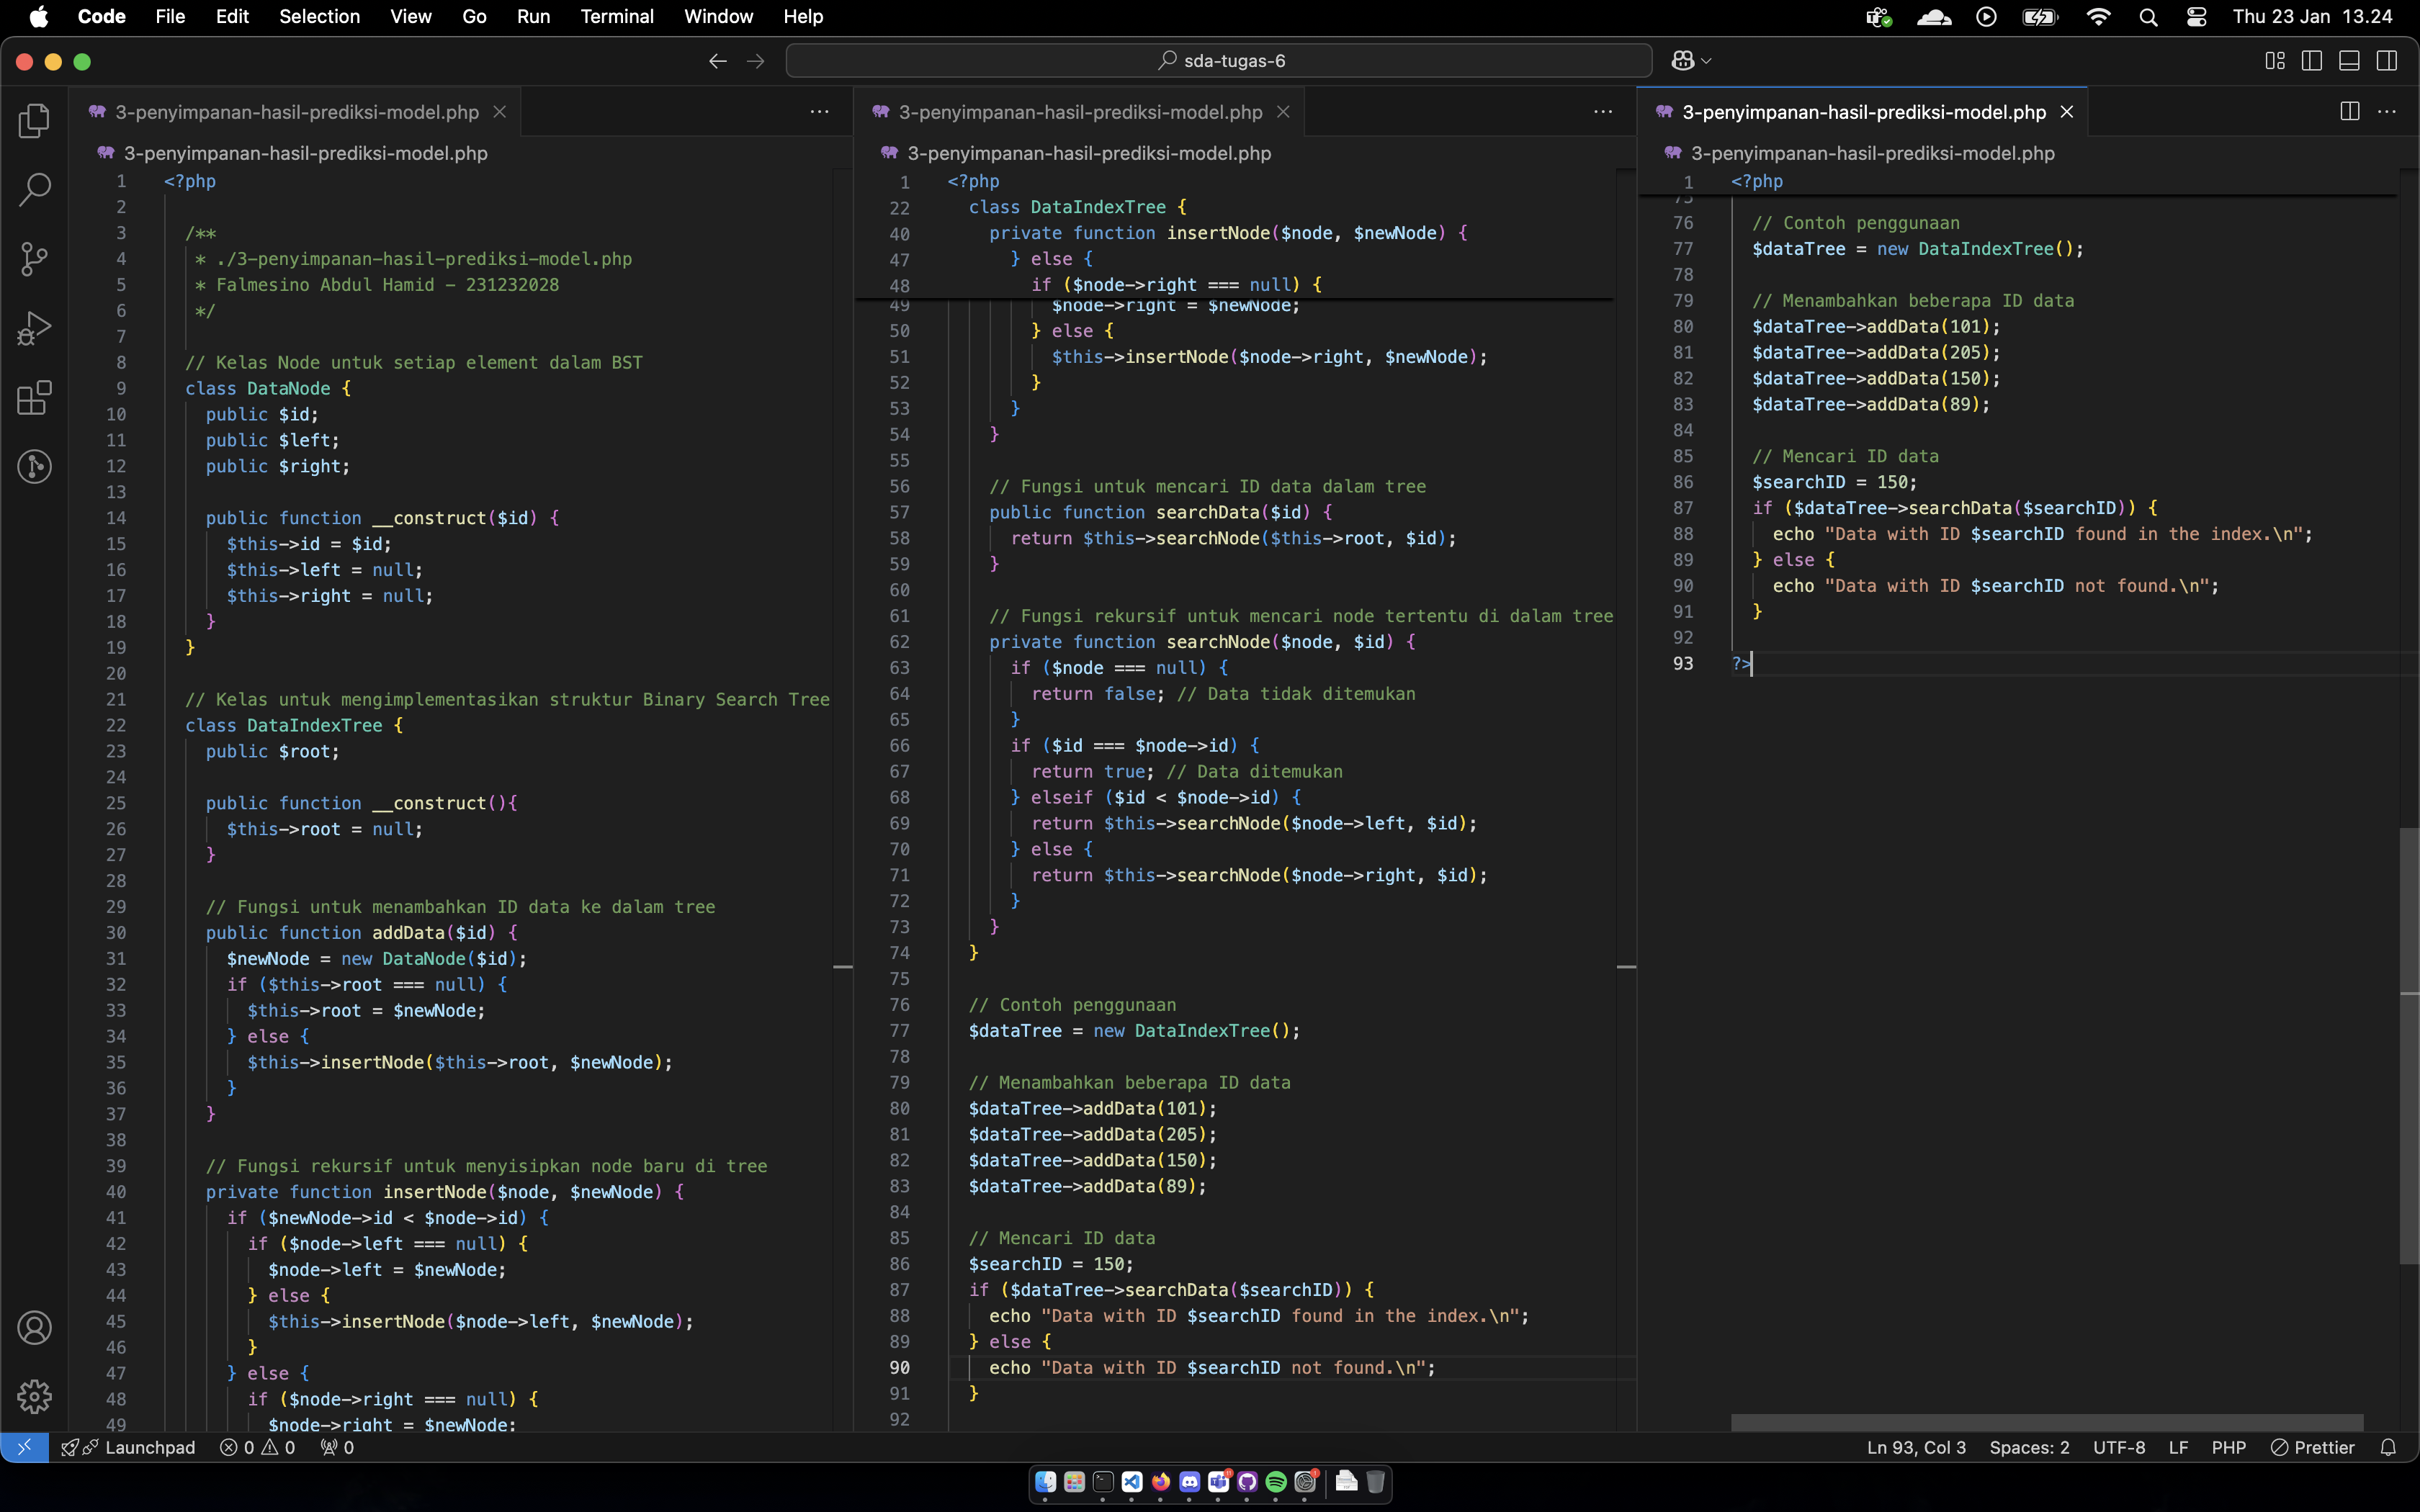 Code File Edit Selection View Go Run Terminal Window Help Thu 23 Jan 13.24
sda-tugas-6
3-penyimpanan-hasil-prediksi-model.php
3-penyimpanan-hasil-prediksi-model.php
1 <?php
2
3 /**
4 * ./3-penyimpanan-hasil-prediksi-model.php
5 * Falmesino Abdul Hamid - 231232028
6 */
7
8 // Kelas Node untuk setiap element dalam BST
9 class DataNode {
10 public $id;
11 public $left;
12 public $right;
13
14 public function __construct($id) {
15 $this->id = $id;
16 $this->left = null;
17 $this->right = null;
18 }
19 }
20
21 // Kelas untuk mengimplementasikan struktur Binary Search Tree
22 class DataIndexTree {
23 public $root;
24
25 public function __construct(){
26 $this->root = null;
27 }
28
29 // Fungsi untuk menambahkan ID data ke dalam tree
30 public function addData($id) {
31 $newNode = new DataNode($id);
32 if ($this->root === null) {
33 $this->root = $newNode;
34 } else {
35 $this->insertNode($this->root, $newNode);
36 }
37 }
38
39 // Fungsi rekursif untuk menyisipkan node baru di tree
40 private function insertNode($node, $newNode) {
41 if ($newNode->id < $node->id) {
42 if ($node->left === null) {
43 $node->left = $newNode;
44 } else {
45 $this->insertNode($node->left, $newNode);
46 }
47 } else {
48 if ($node->right === null) {
49 $node->right = $newNode;
3-penyimpanan-hasil-prediksi-model.php
3-penyimpanan-hasil-prediksi-model.php
1 <?php
22 class DataIndexTree {
40 private function insertNode($node, $newNode) {
47 } else {
48 if ($node->right === null) {
49 $node->right = $newNode;
50 } else {
51 $this->insertNode($node->right, $newNode);
52 }
53 }
54 }
55
56 // Fungsi untuk mencari ID data dalam tree
57 public function searchData($id) {
58 return $this->searchNode($this->root, $id);
59 }
60
61 // Fungsi rekursif untuk mencari node tertentu di dalam tree
62 private function searchNode($node, $id) {
63 if ($node === null) {
64 return false; // Data tidak ditemukan
65 }
66 if ($id === $node->id) {
67 return true; // Data ditemukan
68 } elseif ($id < $node->id) {
69 return $this->searchNode($node->left, $id);
70 } else {
71 return $this->searchNode($node->right, $id);
72 }
73 }
74 }
75
76 // Contoh penggunaan
77 $dataTree = new DataIndexTree();
78
79 // Menambahkan beberapa ID data
80 $dataTree->addData(101);
81 $dataTree->addData(205);
82 $dataTree->addData(150);
83 $dataTree->addData(89);
84
85 // Mencari ID data
86 $searchID = 150;
87 if ($dataTree->searchData($searchID)) {
88 echo "Data with ID $searchID found in the index.\n";
89 } else {
90 echo "Data with ID $searchID not found.\n";
91 }
92
3-penyimpanan-hasil-prediksi-model.php
3-penyimpanan-hasil-prediksi-model.php
1 <?php
75
76 // Contoh penggunaan
77 $dataTree = new DataIndexTree();
78
79 // Menambahkan beberapa ID data
80 $dataTree->addData(101);
81 $dataTree->addData(205);
82 $dataTree->addData(150);
83 $dataTree->addData(89);
84
85 // Mencari ID data
86 $searchID = 150;
87 if ($dataTree->searchData($searchID)) {
88 echo "Data with ID $searchID found in the index.\n";
89 } else {
90 echo "Data with ID $searchID not found.\n";
91 }
92
93 ?>
Launchpad 0 0 0 Ln 93, Col 3 Spaces: 2 UTF-8 LF PHP Prettier